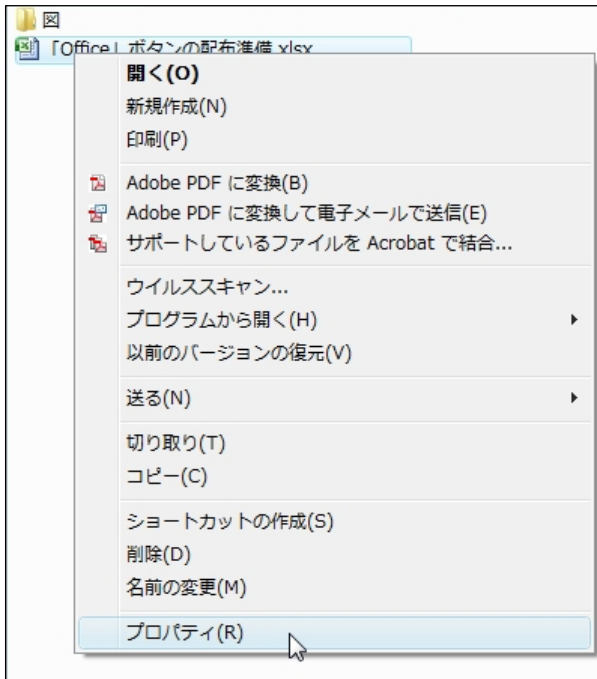 図
「Office」ボタンの配布準備.xlsx
開く(O)
新規作成(N)
印刷(P)
Adobe PDF に変換(B)
Adobe PDF に変換して電子メールで送信(E)
サポートしているファイルを Acrobat で結合...
ウイルススキャン...
プログラムから開く(H)
以前のバージョンの復元(V)
送る(N)
切り取り(T)
コピー(C)
ショートカットの作成(S)
削除(D)
名前の変更(M)
プロパティ(R)